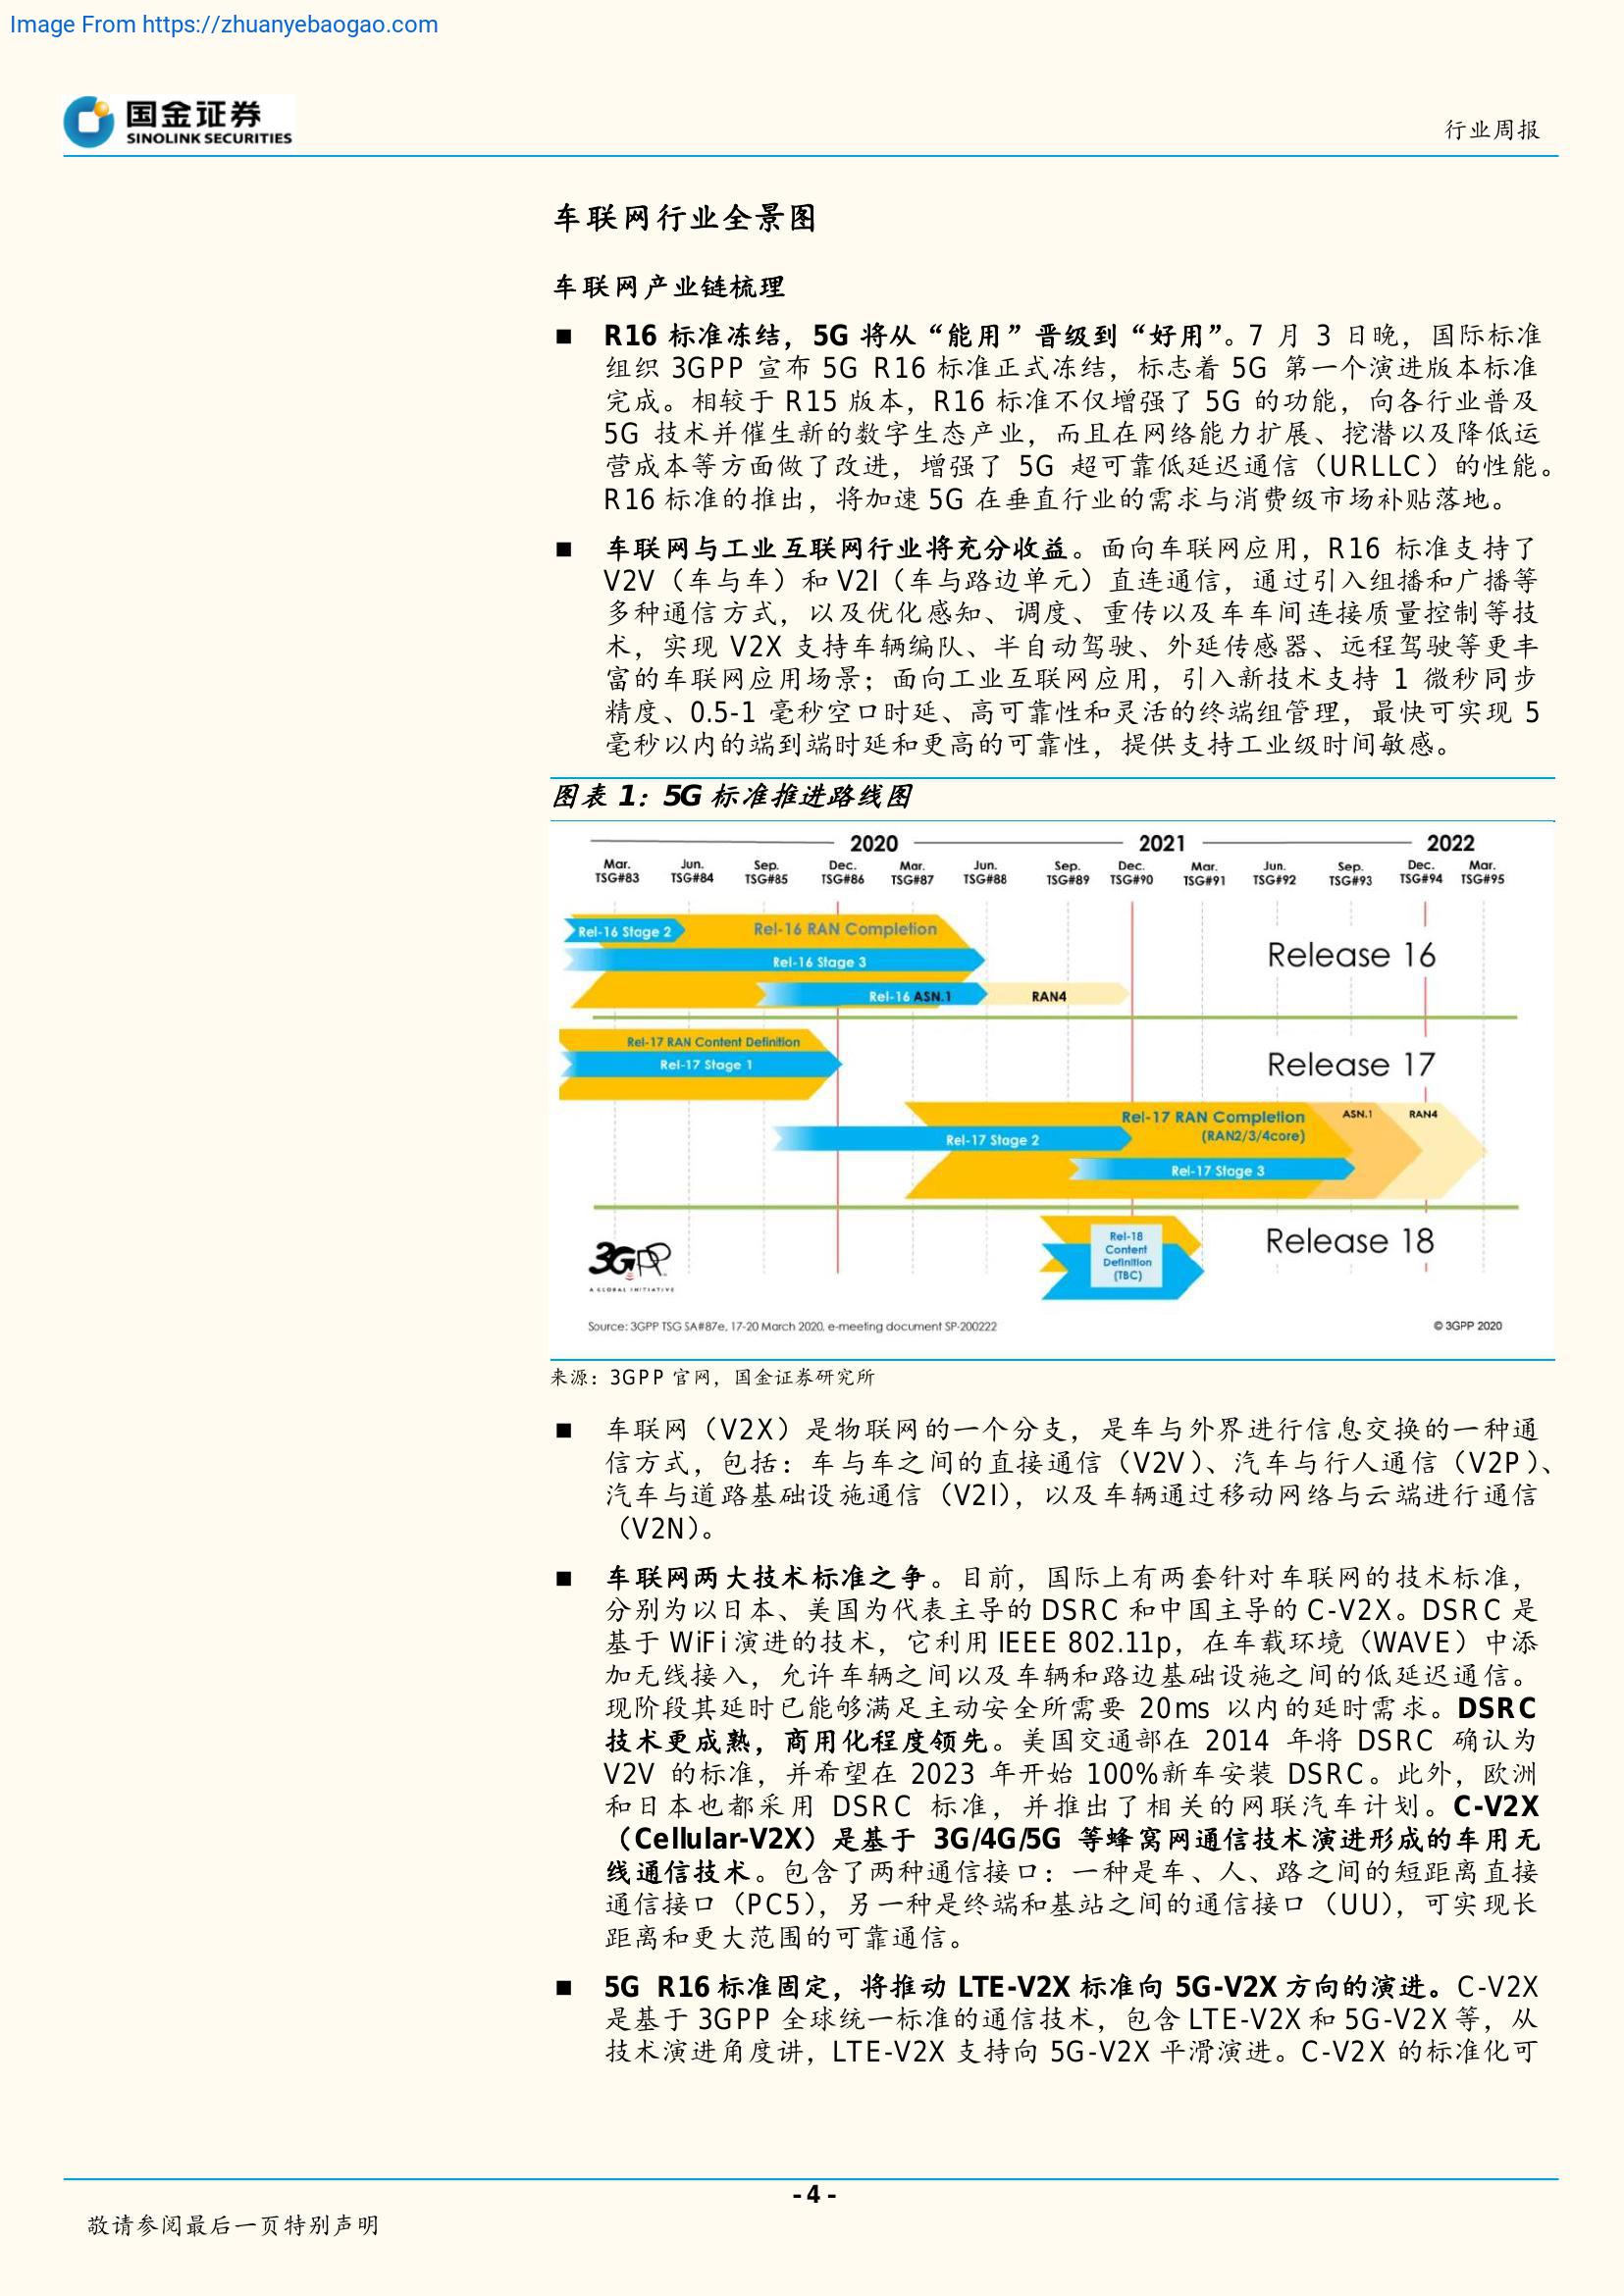 Image From https://zhuanyebaogao.com
国金证券
SINOLINK SECURITIES
行业周报
车联网行业全景图
车联网产业链梳理
■ R16 标准冻结，5G 将从“能用”晋级到“好用”。7 月 3 日晚，国际标准
组织 3GPP 宣布 5G R16 标准正式冻结，标志着 5G 第一个演进版本标准
完成。相较于 R15 版本，R16 标准不仅增强了 5G 的功能，向各行业普及
5G 技术并催生新的数字生态产业，而且在网络能力扩展、挖潜以及降低运
营成本等方面做了改进，增强了 5G 超可靠低延迟通信（URLLC）的性能。
R16 标准的推出，将加速 5G 在垂直行业的需求与消费级市场补贴落地。
■ 车联网与工业互联网行业将充分收益。面向车联网应用，R16 标准支持了
V2V（车与车）和 V2I（车与路边单元）直连通信，通过引入组播和广播等
多种通信方式，以及优化感知、调度、重传以及车车间连接质量控制等技
术，实现 V2X 支持车辆编队、半自动驾驶、外延传感器、远程驾驶等更丰
富的车联网应用场景；面向工业互联网应用，引入新技术支持 1 微秒同步
精度、0.5-1 毫秒空口时延、高可靠性和灵活的终端组管理，最快可实现 5
毫秒以内的端到端时延和更高的可靠性，提供支持工业级时间敏感。
图表 1：5G 标准推进路线图
2020 2021 2022
Mar. Jun. Sep. Dec. Mar. Jun. Sep. Dec. Mar. Jun. Sep. Dec. Mar.
TSG#83 TSG#84 TSG#85 TSG#86 TSG#87 TSG#88 TSG#89 TSG#90 TSG#91 TSG#92 TSG#93 TSG#94 TSG#95
Rel-16 Stage 2 Rel-16 RAN Completion
Release 16
Rel-16 Stage 3
Rel-16 ASN.1 RAN4
Rel-17 RAN Content Definition
Rel-17 Stage 1
Release 17
Rel-17 RAN Completion ASN.1 RAN4
(RAN2/3/4core)
Rel-17 Stage 2
Rel-17 Stage 3
Rel-18
Content
Definition
(TBC)
Release 18
3GPP
A GLOBAL INITIATIVE
Source: 3GPP TSG SA#87e, 17-20 March 2020, e-meeting document SP-200222
© 3GPP 2020
来源：3GPP 官网，国金证券研究所
■ 车联网（V2X）是物联网的一个分支，是车与外界进行信息交换的一种通
信方式，包括：车与车之间的直接通信（V2V）、汽车与行人通信（V2P）、
汽车与道路基础设施通信（V2I），以及车辆通过移动网络与云端进行通信
（V2N）。
■ 车联网两大技术标准之争。目前，国际上有两套针对车联网的技术标准，
分别为以日本、美国为代表主导的 DSRC 和中国主导的 C-V2X。DSRC 是
基于 WiFi 演进的技术，它利用 IEEE 802.11p，在车载环境（WAVE）中添
加无线接入，允许车辆之间以及车辆和路边基础设施之间的低延迟通信。
现阶段其延时已能够满足主动安全所需要 20ms 以内的延时需求。DSRC
技术更成熟，商用化程度领先。美国交通部在 2014 年将 DSRC 确认为
V2V 的标准，并希望在 2023 年开始 100%新车安装 DSRC。此外，欧洲
和日本也都采用 DSRC 标准，并推出了相关的网联汽车计划。C-V2X
（Cellular-V2X）是基于 3G/4G/5G 等蜂窝网通信技术演进形成的车用无
线通信技术。包含了两种通信接口：一种是车、人、路之间的短距离直接
通信接口（PC5），另一种是终端和基站之间的通信接口（UU），可实现长
距离和更大范围的可靠通信。
■ 5G R16 标准固定，将推动 LTE-V2X 标准向 5G-V2X 方向的演进。C-V2X
是基于 3GPP 全球统一标准的通信技术，包含 LTE-V2X 和 5G-V2X 等，从
技术演进角度讲，LTE-V2X 支持向 5G-V2X 平滑演进。C-V2X 的标准化可
- 4 -
敬请参阅最后一页特别声明